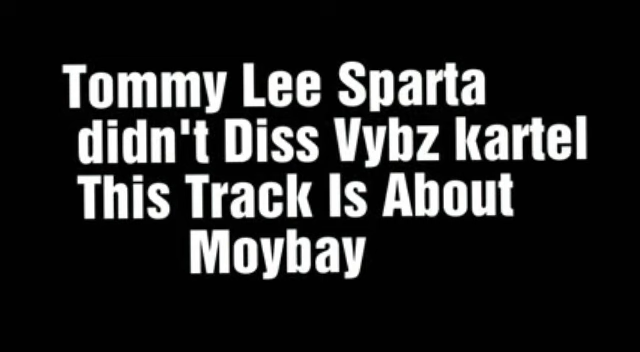 Tommy Lee Sparta
didn't Diss Vybz kartel
This Track Is About
Moybay